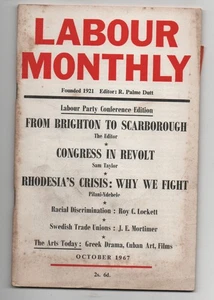 LABOUR
MONTHLY
Founded 1921 Editor: R. Palme Dutt
Labour Party Conference Edition
FROM BRIGHTON TO SCARBOROUGH
The Editor
CONGRESS IN REVOLT
Sam Taylor
RHODESIA'S CRISIS: WHY WE FIGHT
Pilani-Ndebele
Racial Discrimination: Roy C. Lockett
Swedish Trade Unions: J. E. Mortimer
The Arts Today: Greek Drama, Cuban Art, Films
OCTOBER 1967
2s. 6d.